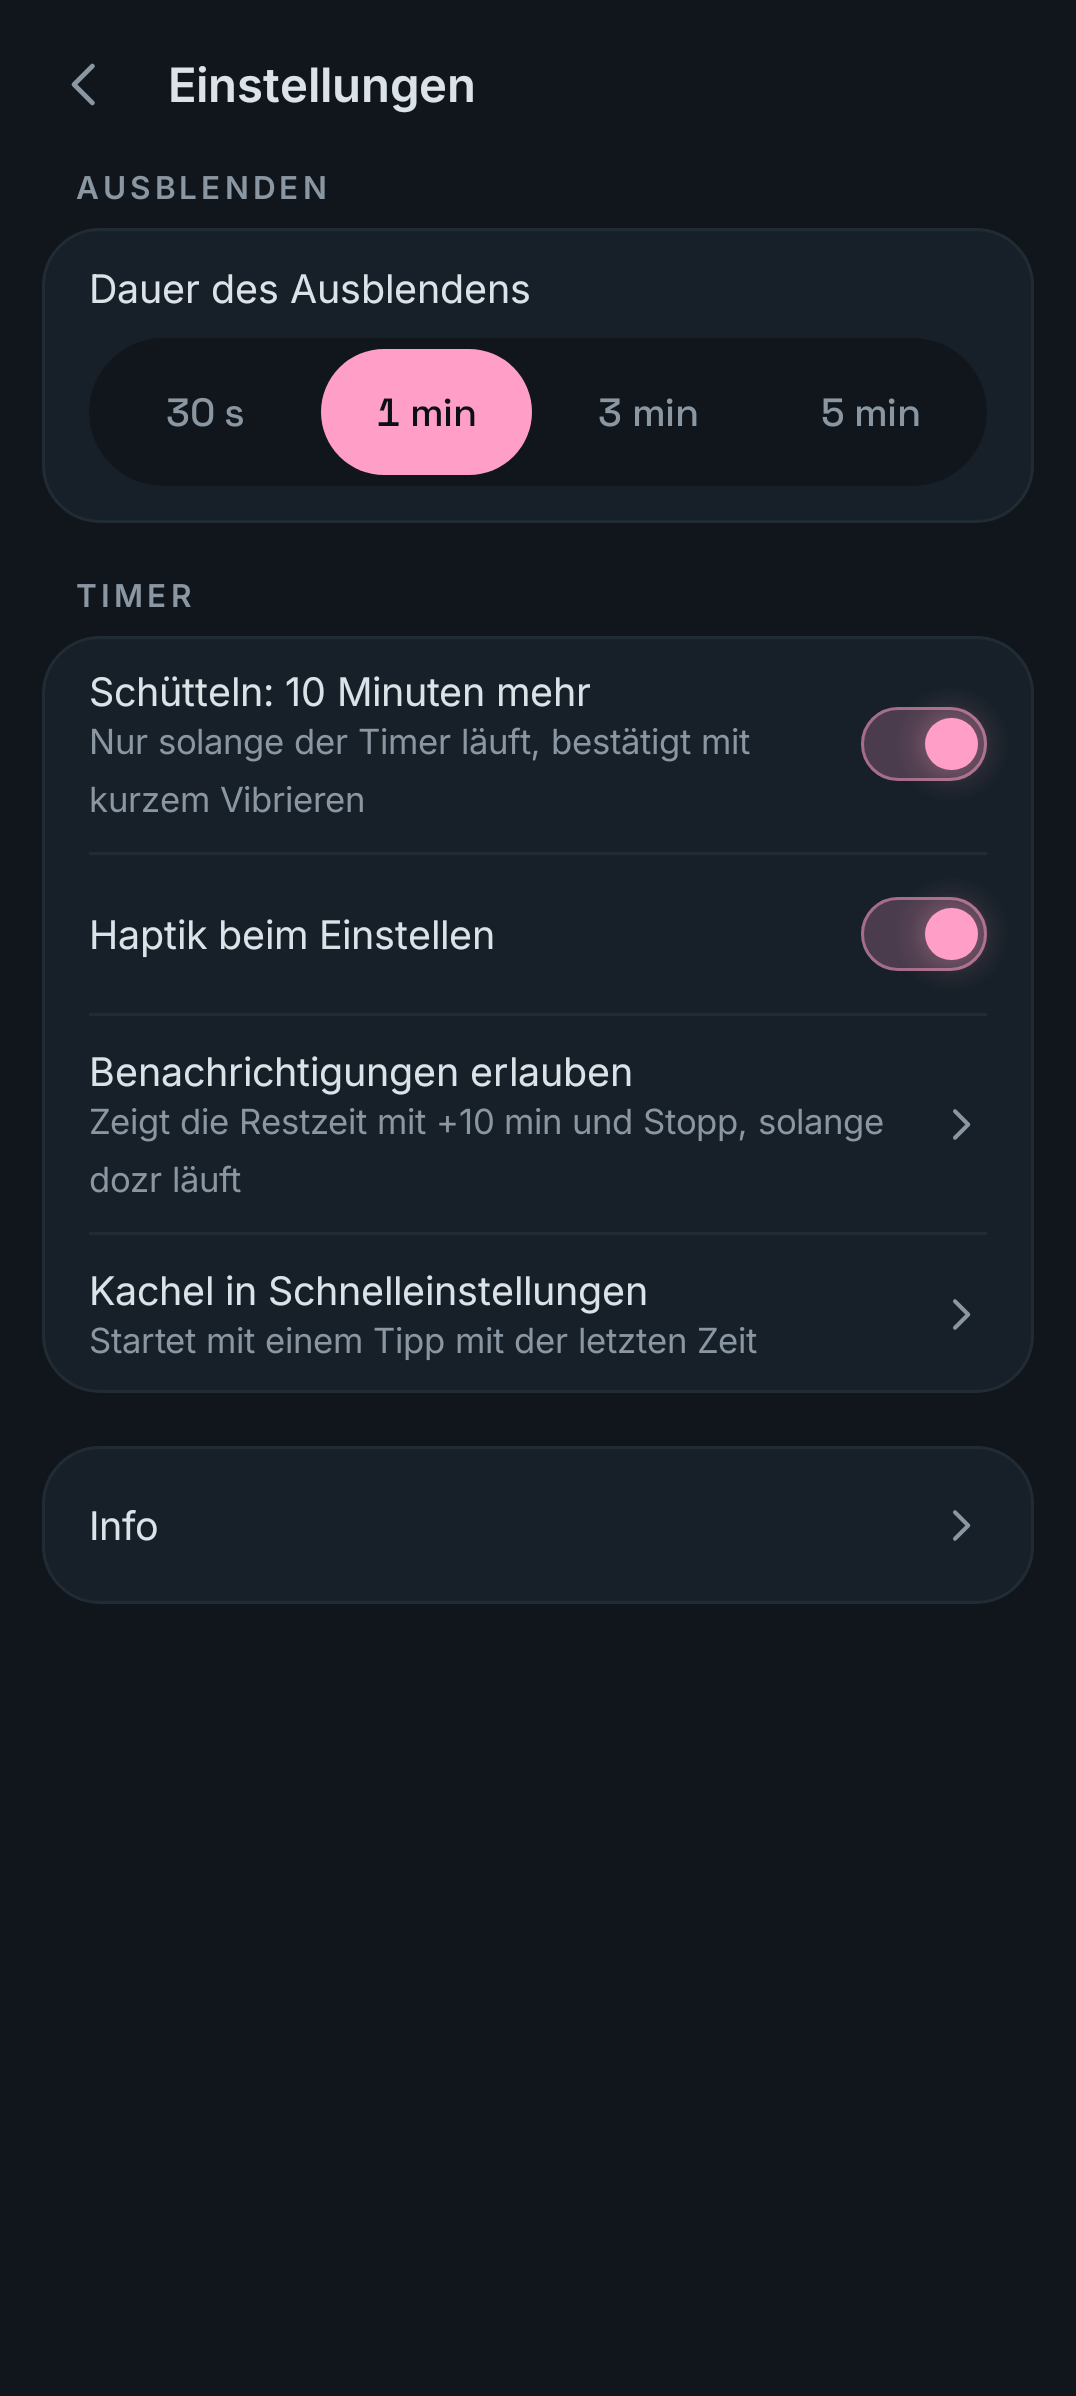 Einstellungen
AUSBLENDEN
Dauer des Ausblendens
30 s
1 min
3 min
5 min
TIMER
Schütteln: 10 Minuten mehr
Nur solange der Timer läuft, bestätigt mit
kurzem Vibrieren
Haptik beim Einstellen
Benachrichtigungen erlauben
Zeigt die Restzeit mit +10 min und Stopp, solange
dozr läuft
Kachel in Schnelleinstellungen
Startet mit einem Tipp mit der letzten Zeit
Info